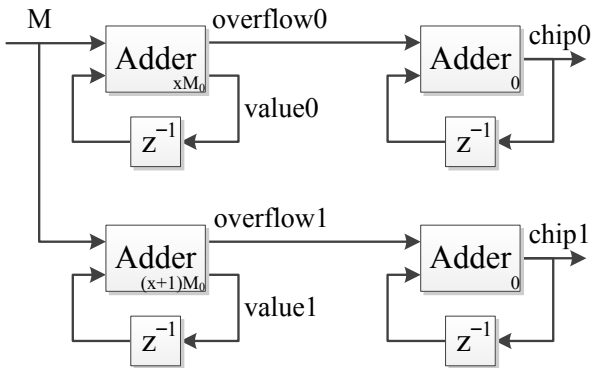 M
overflow0
chip0
Adder
xM₀
Adder
0
value0
z⁻¹
z⁻¹
overflow1
chip1
Adder
(x+1)M₀
Adder
0
value1
z⁻¹
z⁻¹